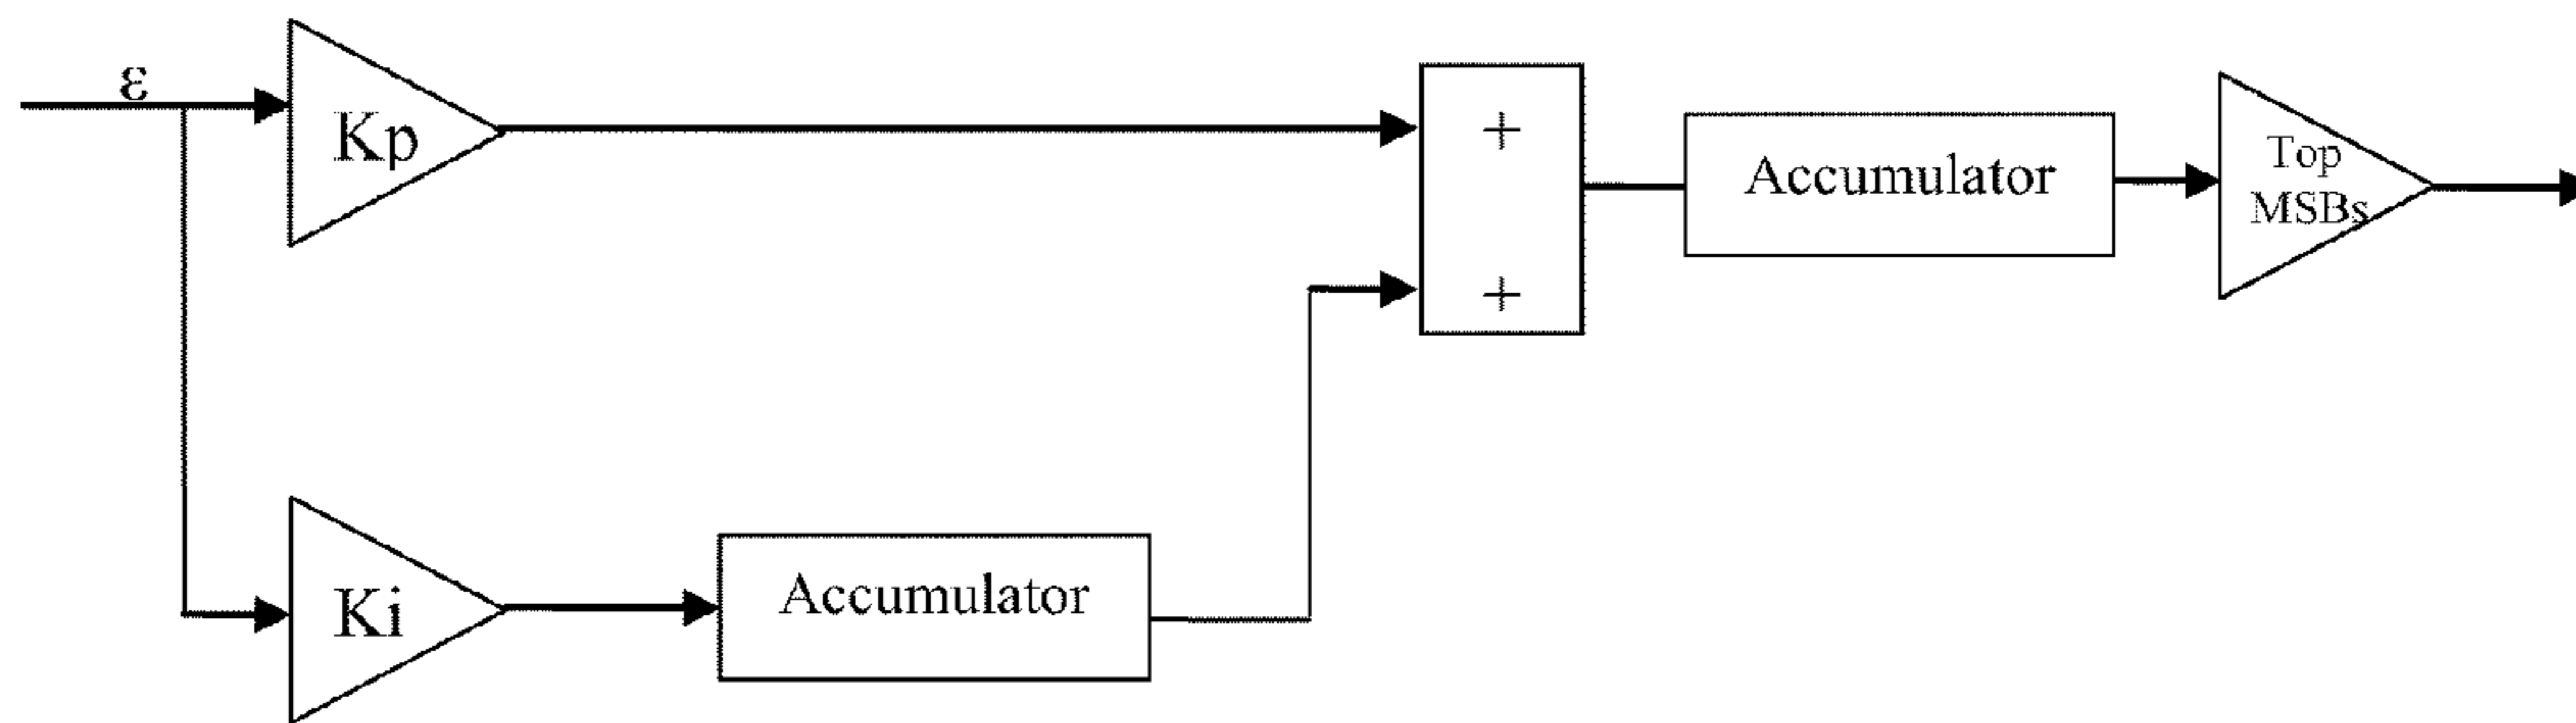 ε
Kp
+
+
Accumulator
Top
MSBs
Ki
Accumulator